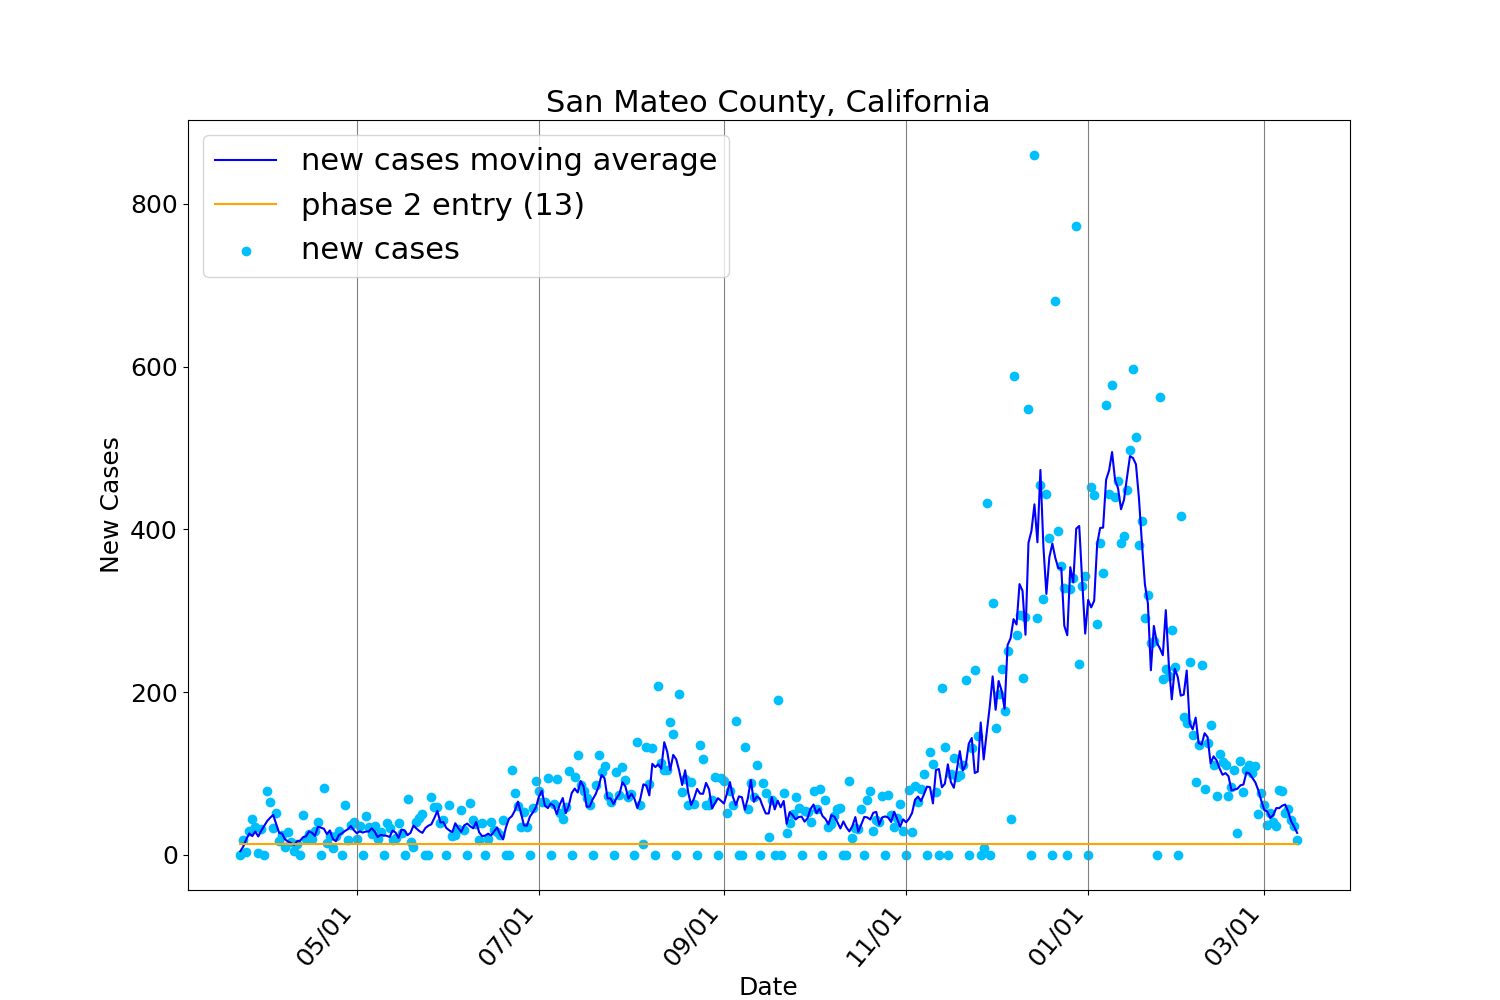 San Mateo County, California
new cases moving average
phase 2 entry (13)
new cases
New Cases
800
600
400
200
0
05/01
07/01
09/01
11/01
01/01
03/01
Date